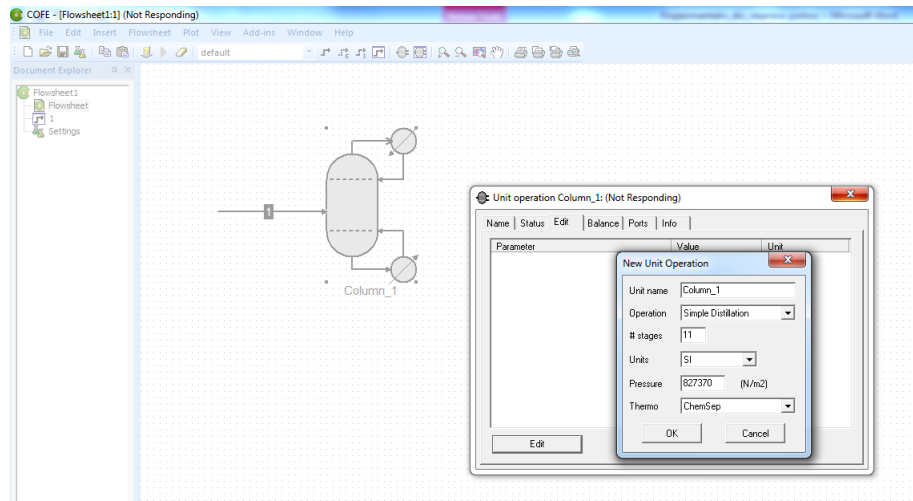 COFE - [Flowsheet1:1] (Not Responding)
File Edit Insert Flowsheet Plot View Add-ins Window Help
default
Document Explorer
Flowsheet1
Flowsheet
1
Settings
1
Column_1
Unit operation Column_1: (Not Responding)
Name Status Edit Balance Ports Info
Parameter Value Unit
New Unit Operation
Unit name Column_1
Operation Simple Distillation
# stages 11
Units SI
Pressure 827370 (N/m2)
Thermo ChemSep
OK Cancel
Edit